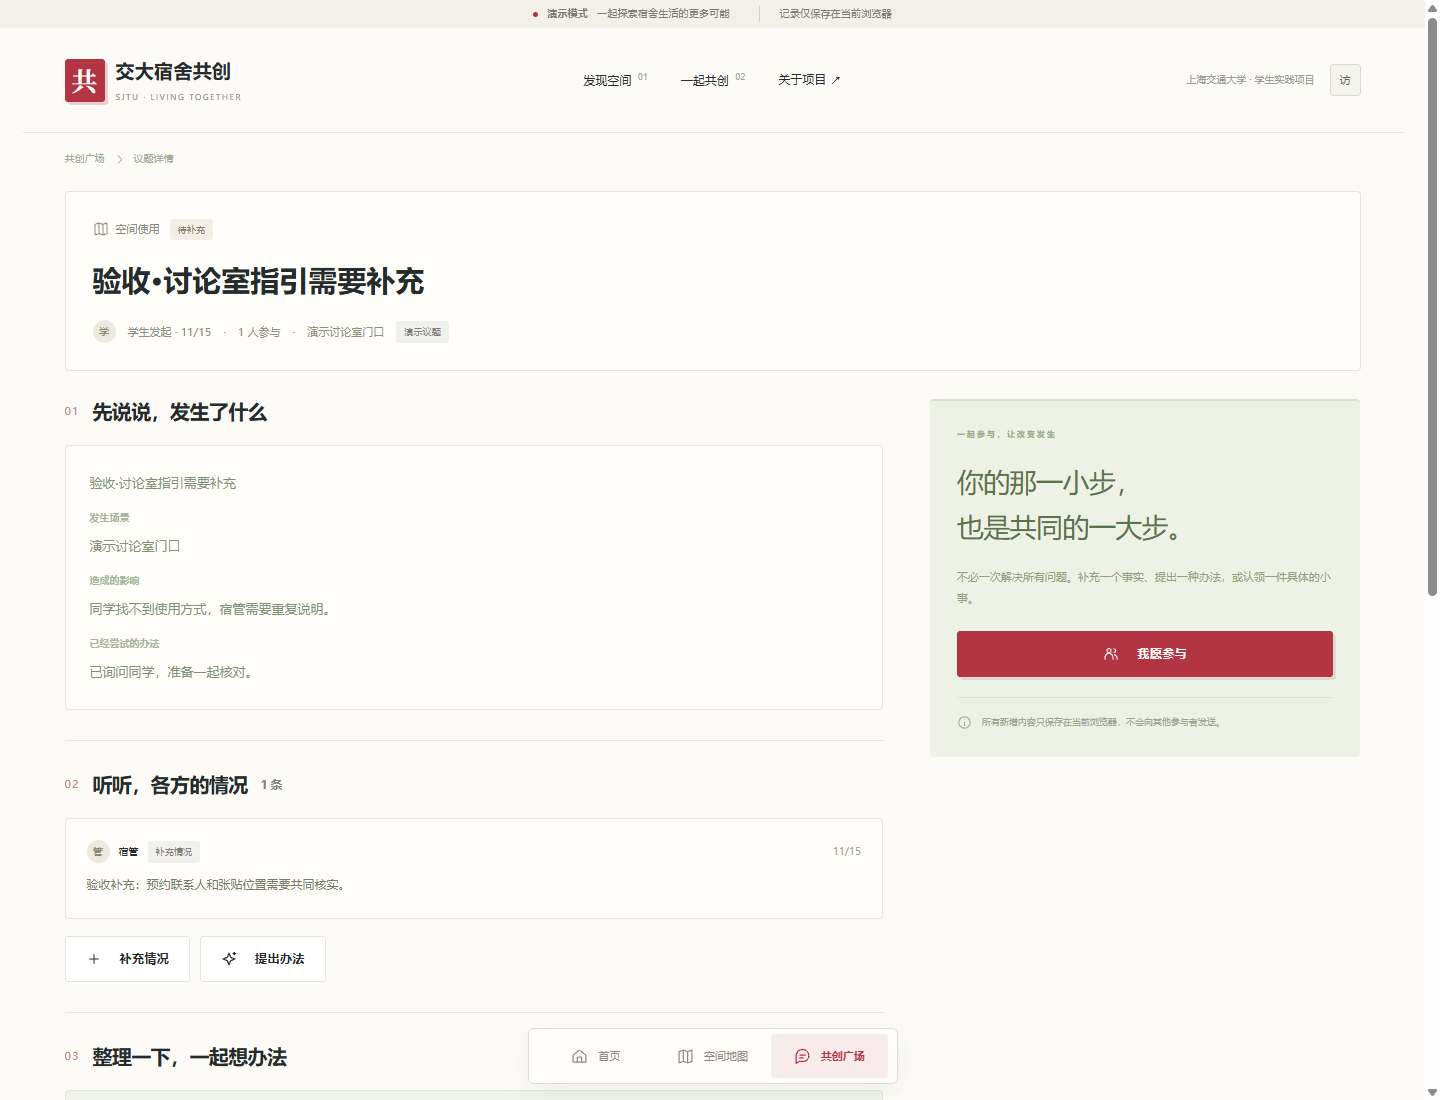 演示模式 一起探索宿舍生活的更多可能 记录仅保存在当前浏览器
共 交大宿舍共创
SJTU · LIVING TOGETHER
发现空间 01 一起共创 02 关于项目 ↗
上海交通大学 · 学生实践项目 访
共创广场 > 议题详情
空间使用 待补充
验收·讨论室指引需要补充
学 学生发起 · 11/15 · 1 人参与 · 演示讨论室门口 演示议题
01 先说说，发生了什么
验收·讨论室指引需要补充
发生场景
演示讨论室门口
造成的影响
同学找不到使用方式，宿管需要重复说明。
已经尝试的办法
已询问同学，准备一起核对。
一起参与，让改变发生
你的那一小步，
也是共同的一大步。
不必一次解决所有问题。补充一个事实、提出一种办法，或认领一件具体的小
事。
我愿参与
所有新增内容只保存在当前浏览器，不会向其他参与者发送。
02 听听，各方的情况 1 条
管 宿管 补充情况 11/15
验收补充：预约联系人和张贴位置需要共同核实。
补充情况 提出办法
03 整理一下，一起想办法
首页 空间地图 共创广场